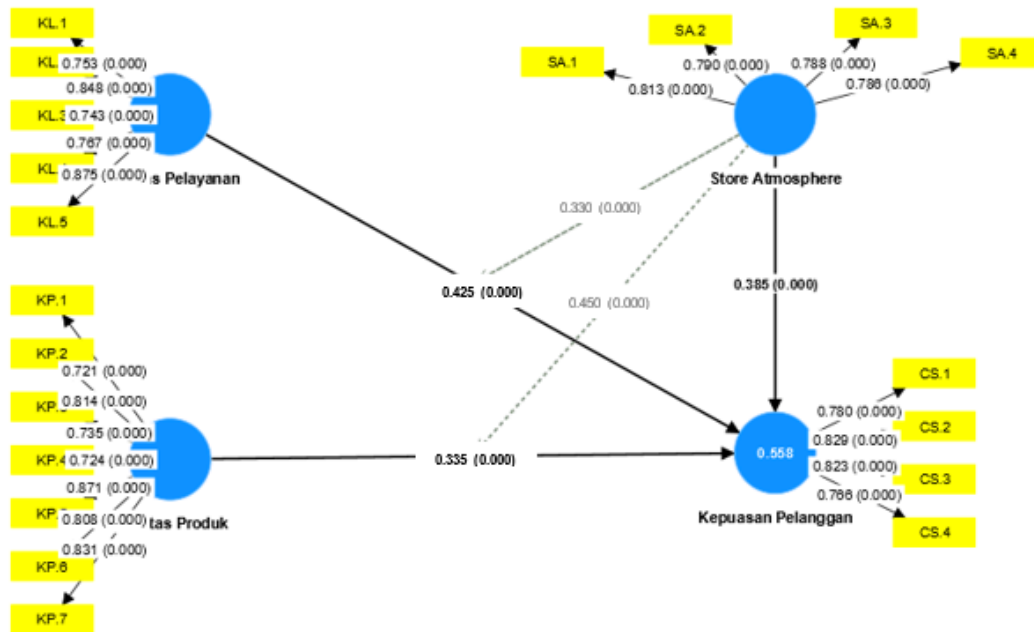 KL.1
KL.
KL.3
KL.
KL.5
0.753 (0.000)
0.848 (0.000)
0.743 (0.000)
0.767 (0.000)
0.875 (0.000)
s Pelayanan
SA.1
SA.2
SA.3
SA.4
0.813 (0.000)
0.790 (0.000)
0.788 (0.000)
0.786 (0.000)
Store Atmosphere
0.330 (0.000)
0.425 (0.000)
0.450 (0.000)
0.385 (0.000)
0.335 (0.000)
KP.1
KP.2
KP.4
KP.6
KP.7
0.721 (0.000)
0.814 (0.000)
0.735 (0.000)
0.724 (0.000)
0.871 (0.000)
0.808 (0.000)
0.831 (0.000)
tas Produk
0.558
Kepuasan Pelanggan
CS.1
CS.2
CS.3
CS.4
0.780 (0.000)
0.829 (0.000)
0.823 (0.000)
0.766 (0.000)